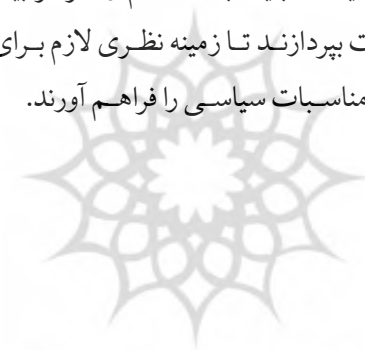 ت بپردازند تا زمینه نظری لازم برای
مناسبات سیاسی را فراهم آورند.